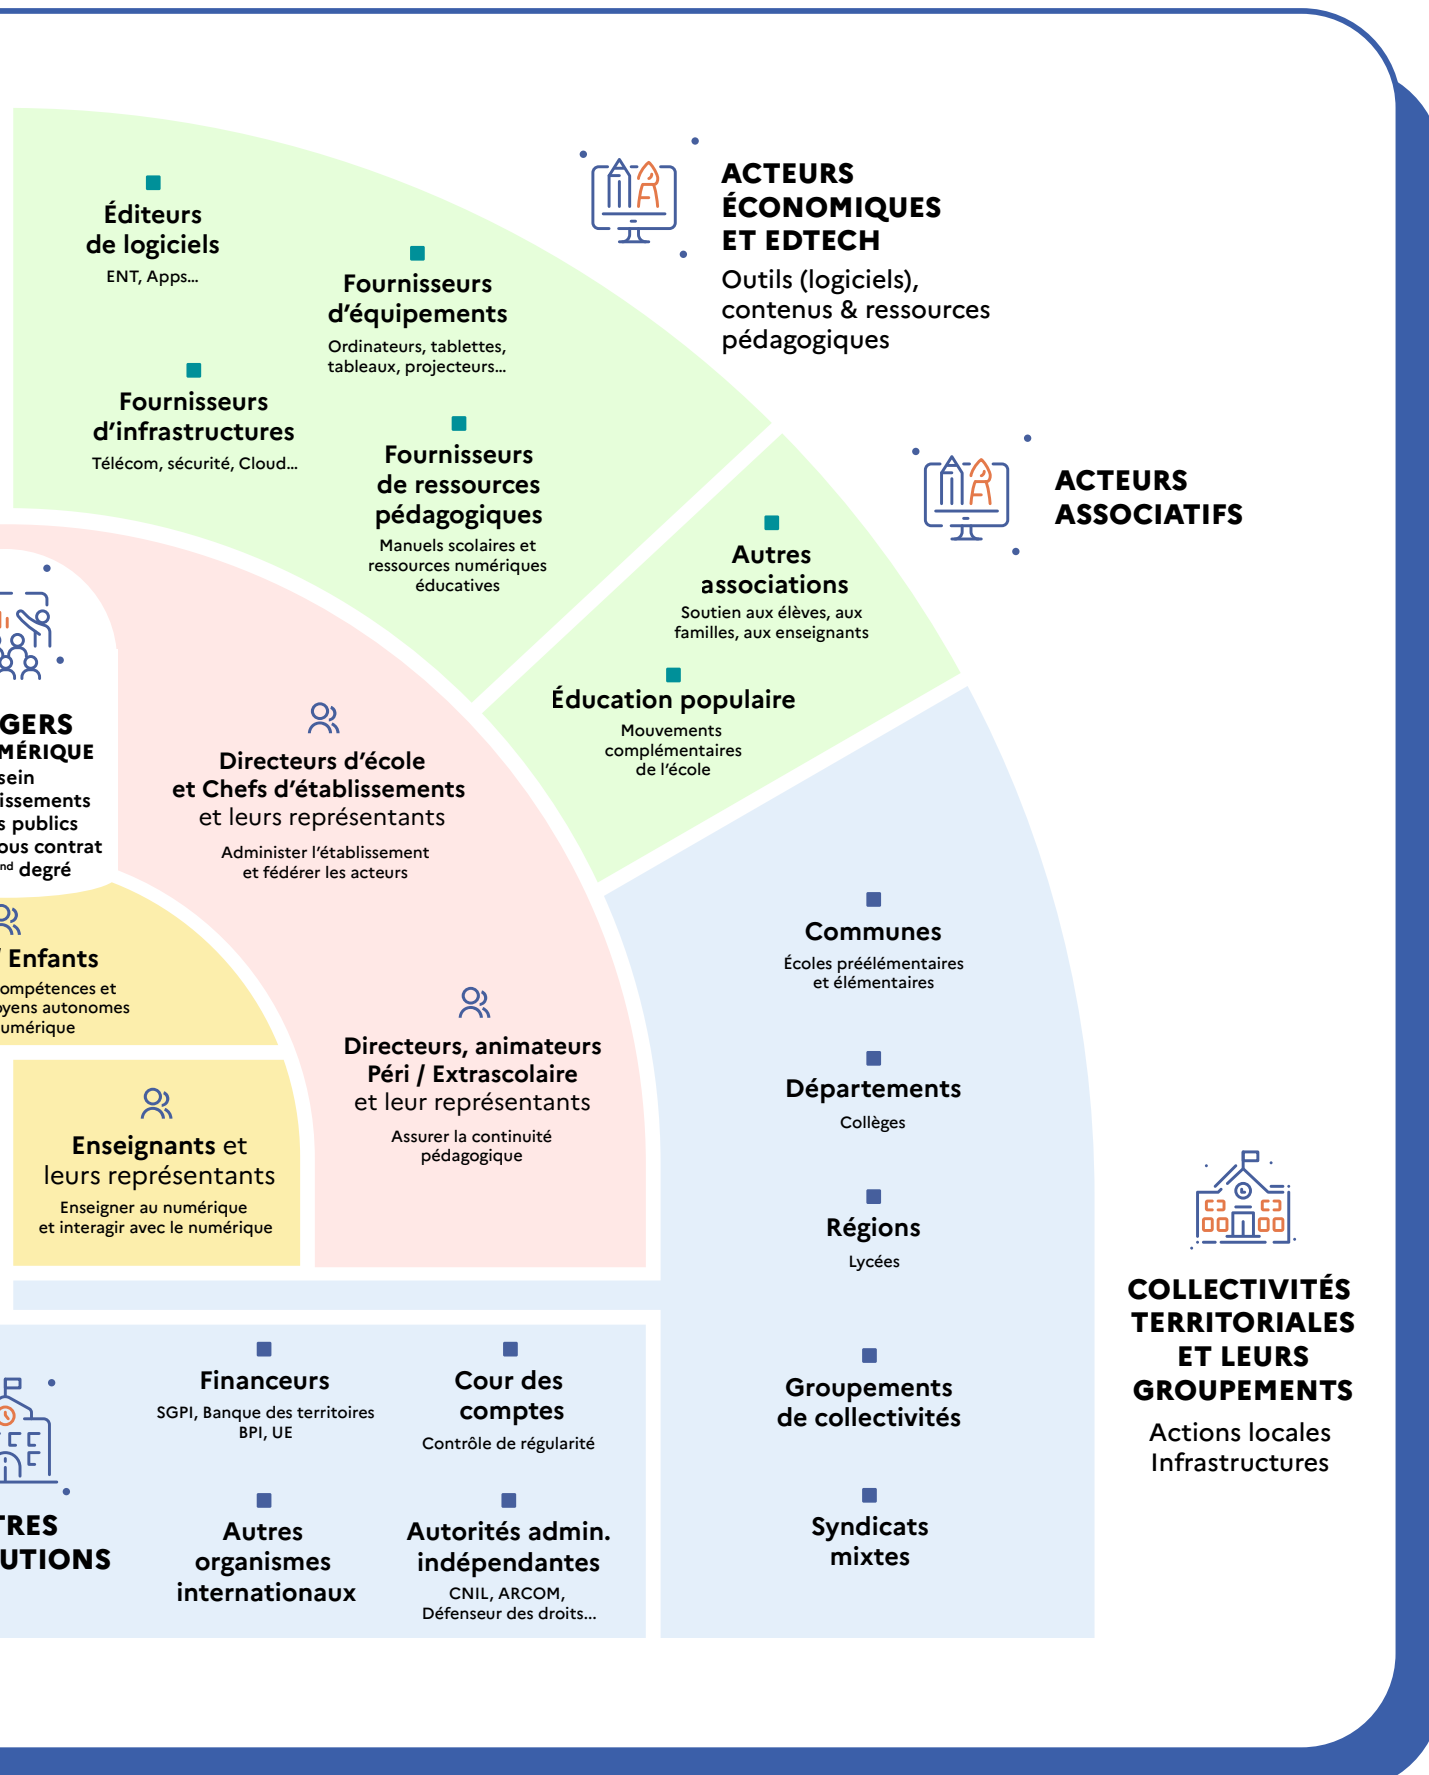 ACTEURS
ÉCONOMIQUES
ET EDTECH
Outils (logiciels),
contenus & ressources
pédagogiques
Éditeurs
de logiciels
ENT, Apps...
Fournisseurs
d’équipements
Ordinateurs, tablettes,
tableaux, projecteurs...
Fournisseurs
d’infrastructures
Télécom, sécurité, Cloud...
Fournisseurs
de ressources
pédagogiques
Manuels scolaires et
ressources numériques
éducatives
ACTEURS
ASSOCIATIFS
Autres
associations
Soutien aux élèves, aux
familles, aux enseignants
Éducation populaire
Mouvements
complémentaires
de l’école
GERS
MÉRIQUE
sein
issements
s publics
ous contrat
nd degré
Directeurs d’école
et Chefs d’établissements
et leurs représentants
Administer l’établissement
et fédérer les acteurs
/ Enfants
ompétences et
oyens autonomes
umérique
Directeurs, animateurs
Péri / Extrascolaire
et leur représentants
Assurer la continuité
pédagogique
Enseignants et
leurs représentants
Enseigner au numérique
et interagir avec le numérique
Communes
Écoles préélémentaires
et élémentaires
Départements
Collèges
Régions
Lycées
Groupements
de collectivités
Syndicats
mixtes
COLLECTIVITÉS
TERRITORIALES
ET LEURS
GROUPEMENTS
Actions locales
Infrastructures
TRES
UTIONS
Financeurs
SGPI, Banque des territoires
BPI, UE
Cour des
comptes
Contrôle de régularité
Autres
organismes
internationaux
Autorités admin.
indépendantes
CNIL, ARCOM,
Défenseur des droits...